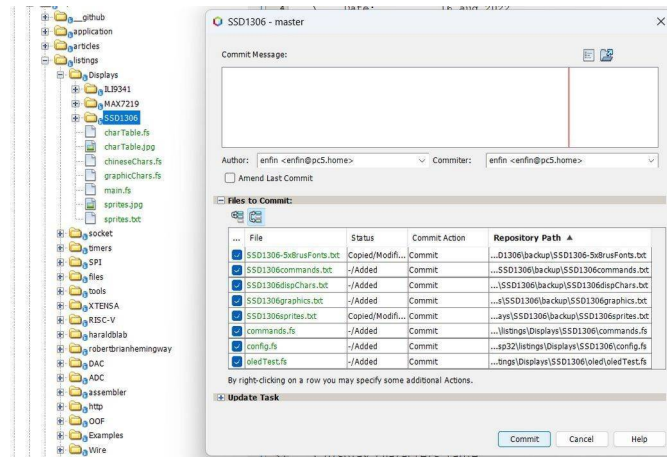 __github
application
articles
listings
Displays
ILI9341
MAX7219
SSD1306
charTable.fs
charTable.jpg
chineseChars.fs
graphicChars.fs
main.fs
sprites.jpg
sprites.txt
socket
timers
SPI
files
tools
XTENSA
RISC-V
haraldblab
robertbrianhemingway
DAC
ADC
assembler
http
OOF
Examples
Wire
SSD1306 - master
Commit Message:
Author: enfin <enfin@pc5.home> Commiter: enfin <enfin@pc5.home>
Amend Last Commit
Files to Commit:
... File Status Commit Action Repository Path
SSD1306-5x8rusFonts.txt Copied/Modifi... Commit ...D1306\backup\SSD1306-5x8rusFonts.txt
SSD1306commands.txt -/Added Commit ...SSD1306\backup\SSD1306commands.txt
SSD1306dispChars.txt -/Added Commit ...\SSD1306\backup\SSD1306dispChars.txt
SSD1306graphics.txt -/Added Commit ...s\SSD1306\backup\SSD1306graphics.txt
SSD1306sprites.txt Copied/Modifi... Commit ...ays\SSD1306\backup\SSD1306sprites.txt
commands.fs -/Added Commit ...\listings\Displays\SSD1306\commands.fs
config.fs -/Added Commit ...sp32\listings\Displays\SSD1306\config.fs
oledTest.fs -/Added Commit ...tings\Displays\SSD1306\oled\oledTest.fs
By right-clicking on a row you may specify some additional Actions.
Update Task
Commit Cancel Help